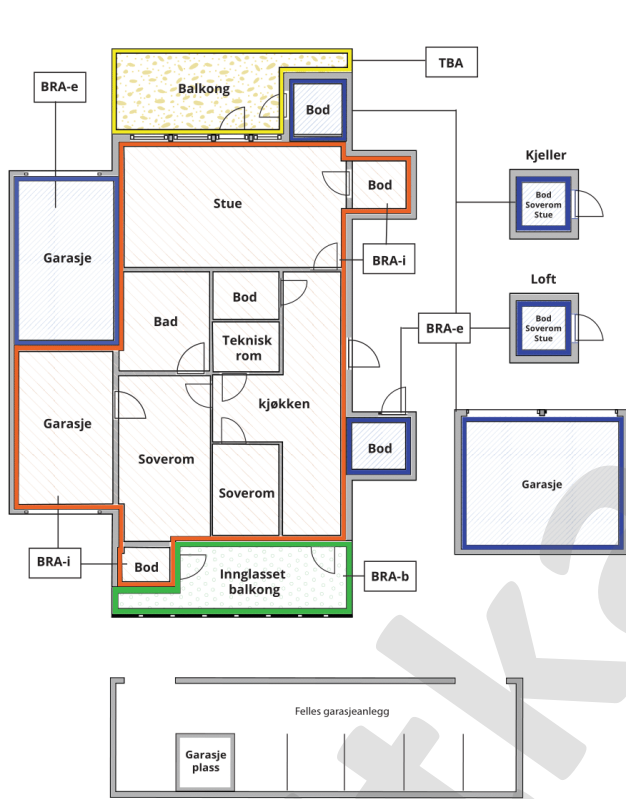 TBA
BRA-e
Balkong
Bod
Kjeller
Bod
Stue
Bod
Soverom
Stue
BRA-i
Garasje
Loft
Bod
Bad
Teknisk
rom
BRA-e
Bod
Soverom
Stue
kjøkken
Garasje
Bod
Soverom
Garasje
Soverom
BRA-i
Bod
Innglasset
balkong
BRA-b
Felles garasjeanlegg
Garasje
plass